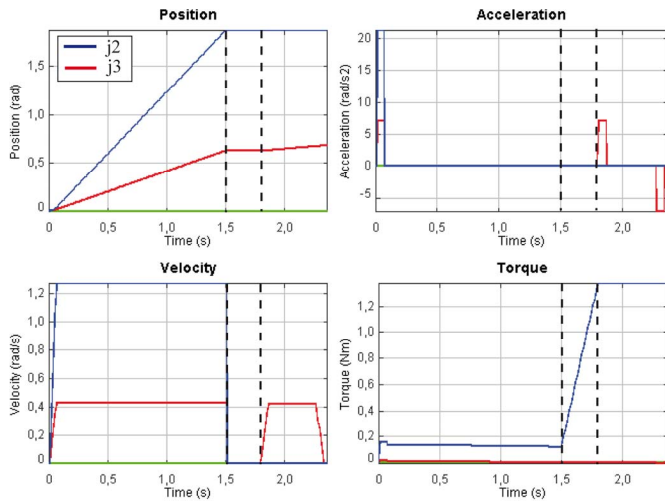 Position
j2
j3
Position (rad)
1,5
1,0
0,5
0
0 0,5 1,0 1,5 2,0
Time (s)
Acceleration
Acceleration (rad/s2)
20
15
10
5
0
-5
0 0,5 1,0 1,5 2,0
Time (s)
Velocity
Velocity (rad/s)
1,2
1,0
0,8
0,6
0,4
0,2
0
0 0,5 1,0 1,5 2,0
Time (s)
Torque
Torque (Nm)
1,2
1,0
0,8
0,6
0,4
0,2
0
0 0,5 1,0 1,5 2,0
Time (s)